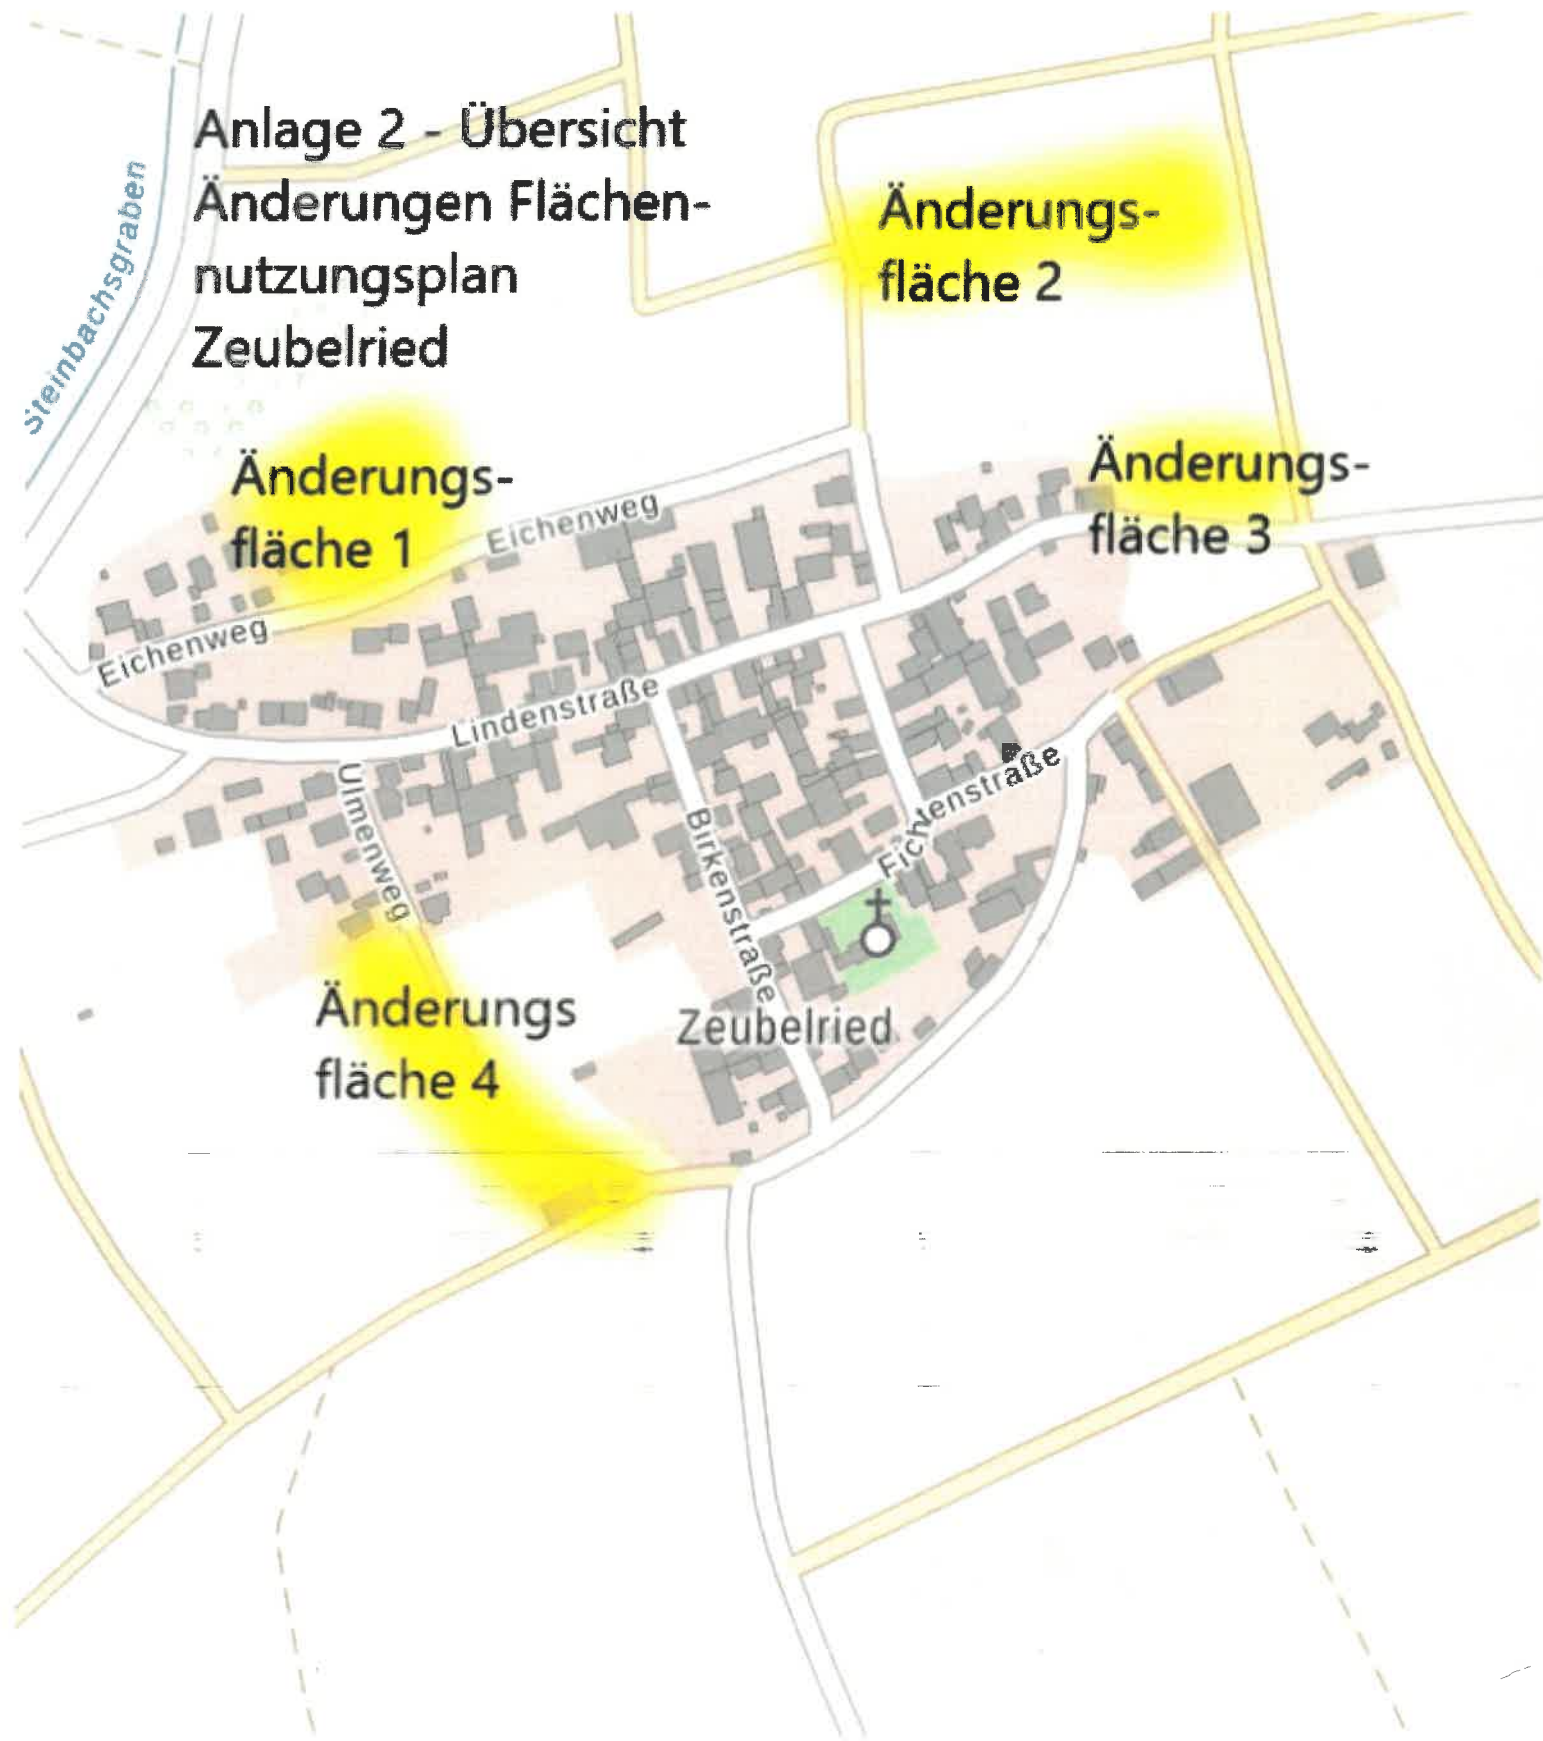 Anlage 2 - Übersicht
Änderungen Flächen-
nutzungsplan
Zeubelried
Steinbachsgraben
Änderungs-
fläche 2
Änderungs-
fläche 1
Änderungs-
fläche 3
Eichenweg
Eichenweg
Lindenstraße
Ulmenweg
Birkenstraße
Fichtenstraße
Änderungs
fläche 4
Zeubelried